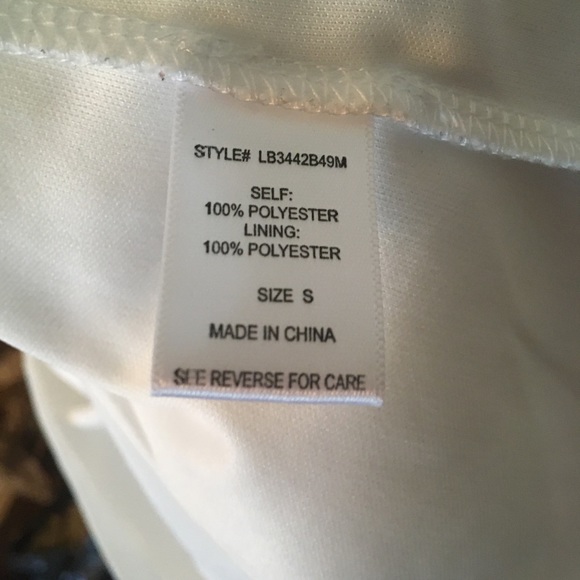 STYLE# LB3442B49M
SELF:
100% POLYESTER
LINING:
100% POLYESTER
SIZE S
MADE IN CHINA
SEE REVERSE FOR CARE